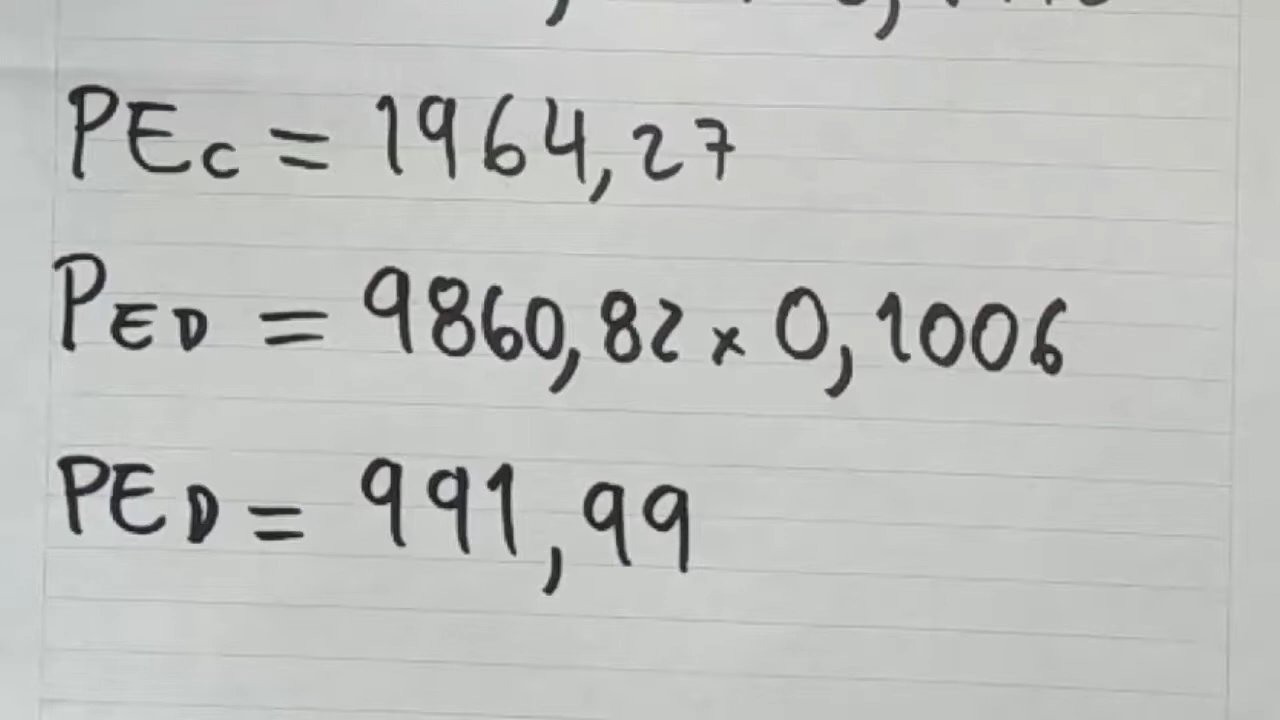 PEc = 1964,27
PED = 9860,82 x 0,1006
PED = 991,99